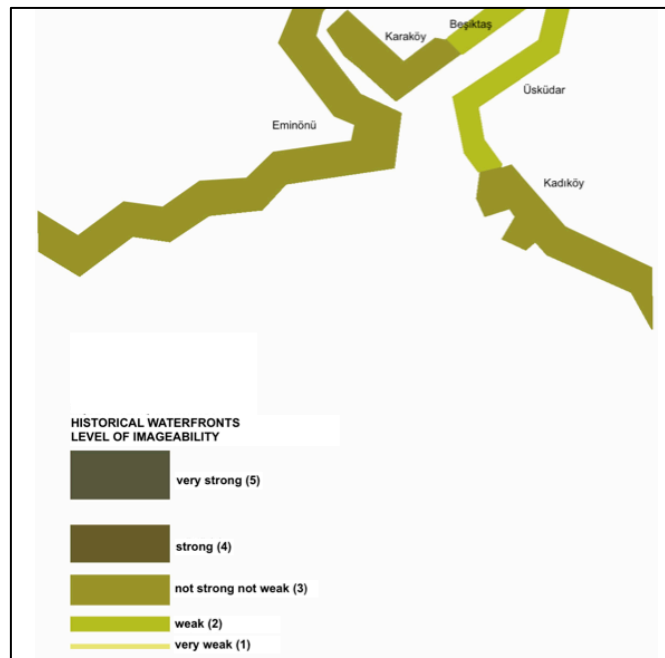 Beşiktaş
Karaköy
Üsküdar
Eminönü
Kadıköy
HISTORICAL WATERFRONTS
LEVEL OF IMAGEABILITY
very strong (5)
strong (4)
not strong not weak (3)
weak (2)
very weak (1)